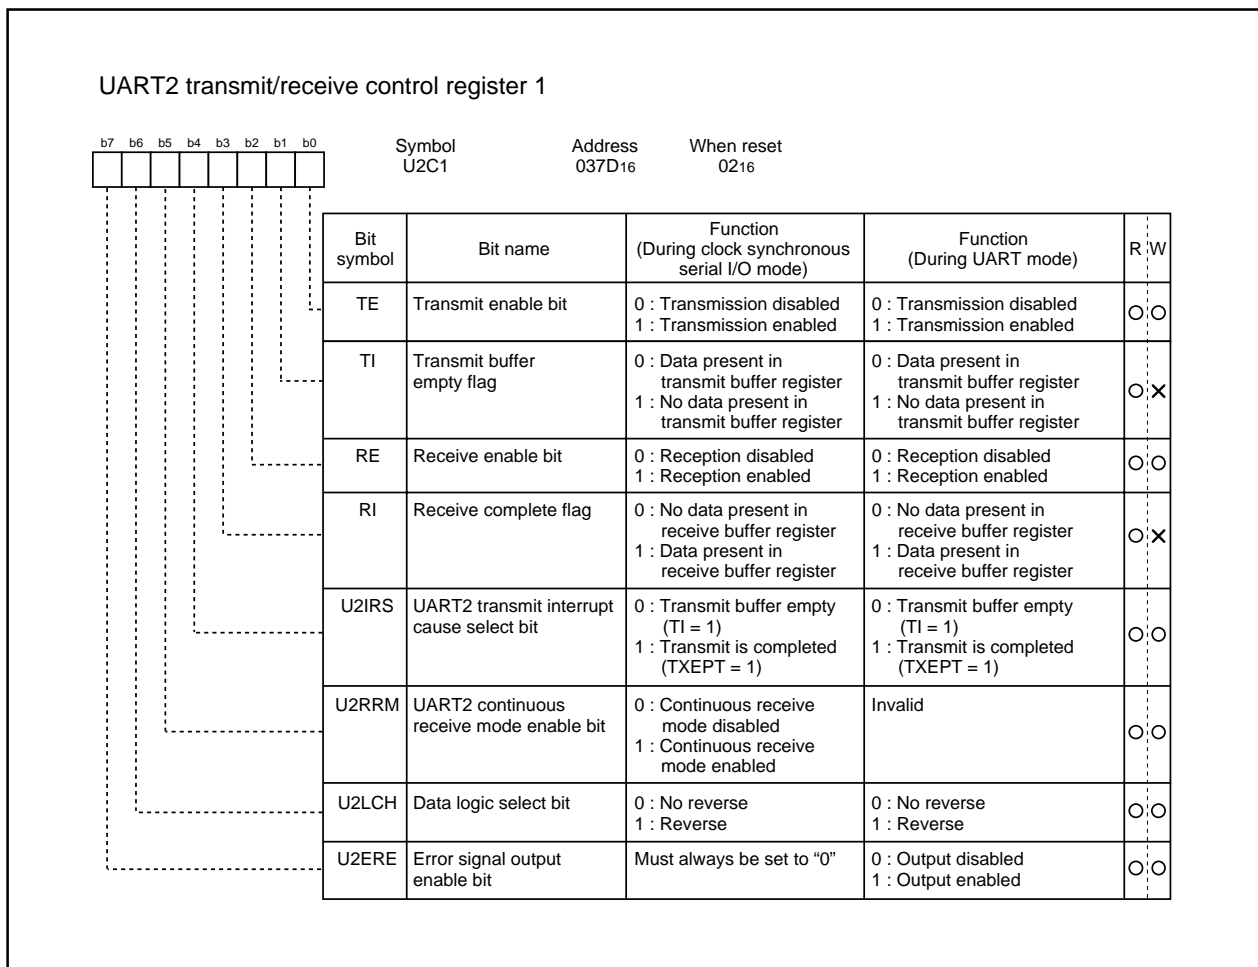 UART2 transmit/receive control register 1
b7 b6 b5 b4 b3 b2 b1 b0
Symbol Address When reset
U2C1 037D16 0216
Bit symbol
Bit name
Function
(During clock synchronous
serial I/O mode)
Function
(During UART mode)
R W
TE
Transmit enable bit
0 : Transmission disabled
1 : Transmission enabled
0 : Transmission disabled
1 : Transmission enabled
TI
Transmit buffer
empty flag
0 : Data present in
transmit buffer register
1 : No data present in
transmit buffer register
0 : Data present in
transmit buffer register
1 : No data present in
transmit buffer register
RE
Receive enable bit
0 : Reception disabled
1 : Reception enabled
0 : Reception disabled
1 : Reception enabled
RI
Receive complete flag
0 : No data present in
receive buffer register
1 : Data present in
receive buffer register
0 : No data present in
receive buffer register
1 : Data present in
receive buffer register
U2IRS
UART2 transmit interrupt
cause select bit
0 : Transmit buffer empty
(TI = 1)
1 : Transmit is completed
(TXEPT = 1)
0 : Transmit buffer empty
(TI = 1)
1 : Transmit is completed
(TXEPT = 1)
U2RRM
UART2 continuous
receive mode enable bit
0 : Continuous receive
mode disabled
1 : Continuous receive
mode enabled
Invalid
U2LCH
Data logic select bit
0 : No reverse
1 : Reverse
0 : No reverse
1 : Reverse
U2ERE
Error signal output
enable bit
Must always be set to “0”
0 : Output disabled
1 : Output enabled